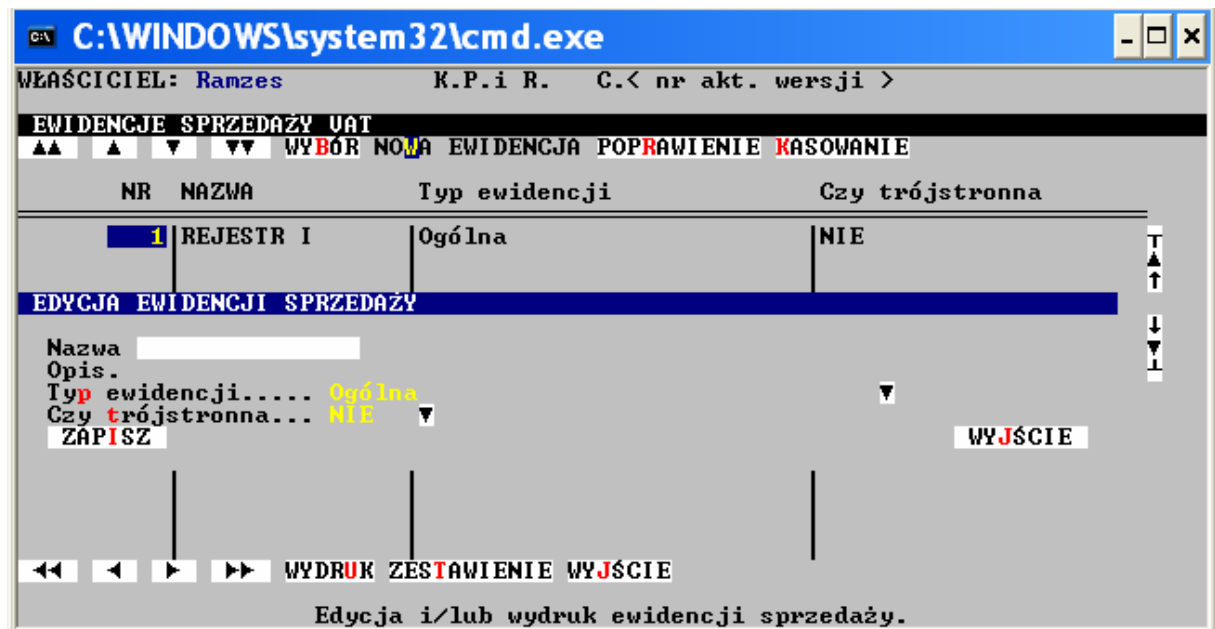 C:\WINDOWS\system32\cmd.exe
WŁAŚCICIEL: Ramzes K.P.i R. C.< nr akt. wersji >
EWIDENCJE SPRZEDAŻY VAT
▲▲ ▲ ▼ ▼▼ WYBÓR NOWA EWIDENCJA POPRAWIENIE KASOWANIE
NR NAZWA Typ ewidencji Czy trójstronna
1 REJESTR I Ogólna NIE
EDYCJA EWIDENCJI SPRZEDAŻY
Nazwa
Opis.
Typ ewidencji..... Ogólna ▼
Czy trójstronna... NIE ▼
ZAPISZ WYJŚCIE
◄◄ ◄ ► ►► WYDRUK ZESTAWIENIE WYJŚCIE
Edycja i/lub wydruk ewidencji sprzedaży.